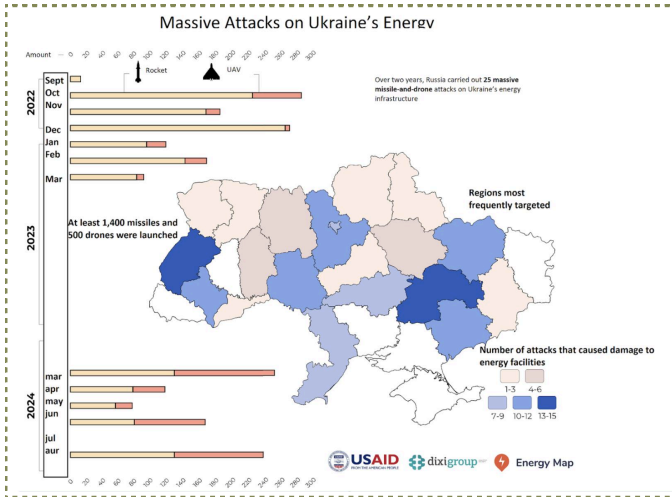 Massive Attacks on Ukraine's Energy
Amount
0
20
40
60
80
100
120
140
160
180
200
220
240
260
280
300
Rocket
UAV
Over two years, Russia carried out 25 massive
missile-and-drone attacks on Ukraine's energy
infrastructure
2022
Sept
Oct
Nov
Dec
2023
Jan
Feb
Mar
At least 1,400 missiles and
500 drones were launched
Regions most
frequently targeted
2024
mar
apr
may
jun
jul
aur
Number of attacks that caused damage to
energy facilities
1-3
4-6
7-9
10-12
13-15
0
20
40
60
80
100
120
140
160
180
200
220
240
260
280
300
USAID
FROM THE AMERICAN PEOPLE
dixigroup
Energy Map